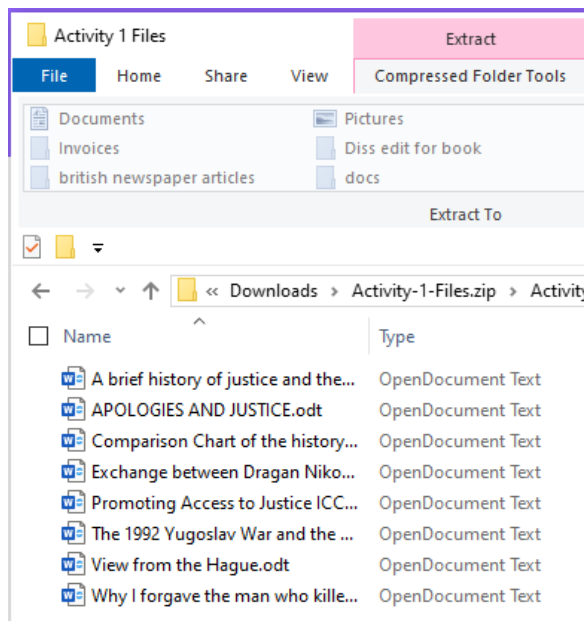 Activity 1 Files
Extract
File Home Share View Compressed Folder Tools
Documents Pictures
Invoices Diss edit for book
british newspaper articles docs
Extract To
« Downloads > Activity-1-Files.zip > Activity
Name Type
A brief history of justice and the... OpenDocument Text
APOLOGIES AND JUSTICE.odt OpenDocument Text
Comparison Chart of the history... OpenDocument Text
Exchange between Dragan Niko... OpenDocument Text
Promoting Access to Justice ICC... OpenDocument Text
The 1992 Yugoslav War and the ... OpenDocument Text
View from the Hague.odt OpenDocument Text
Why I forgave the man who kille... OpenDocument Text